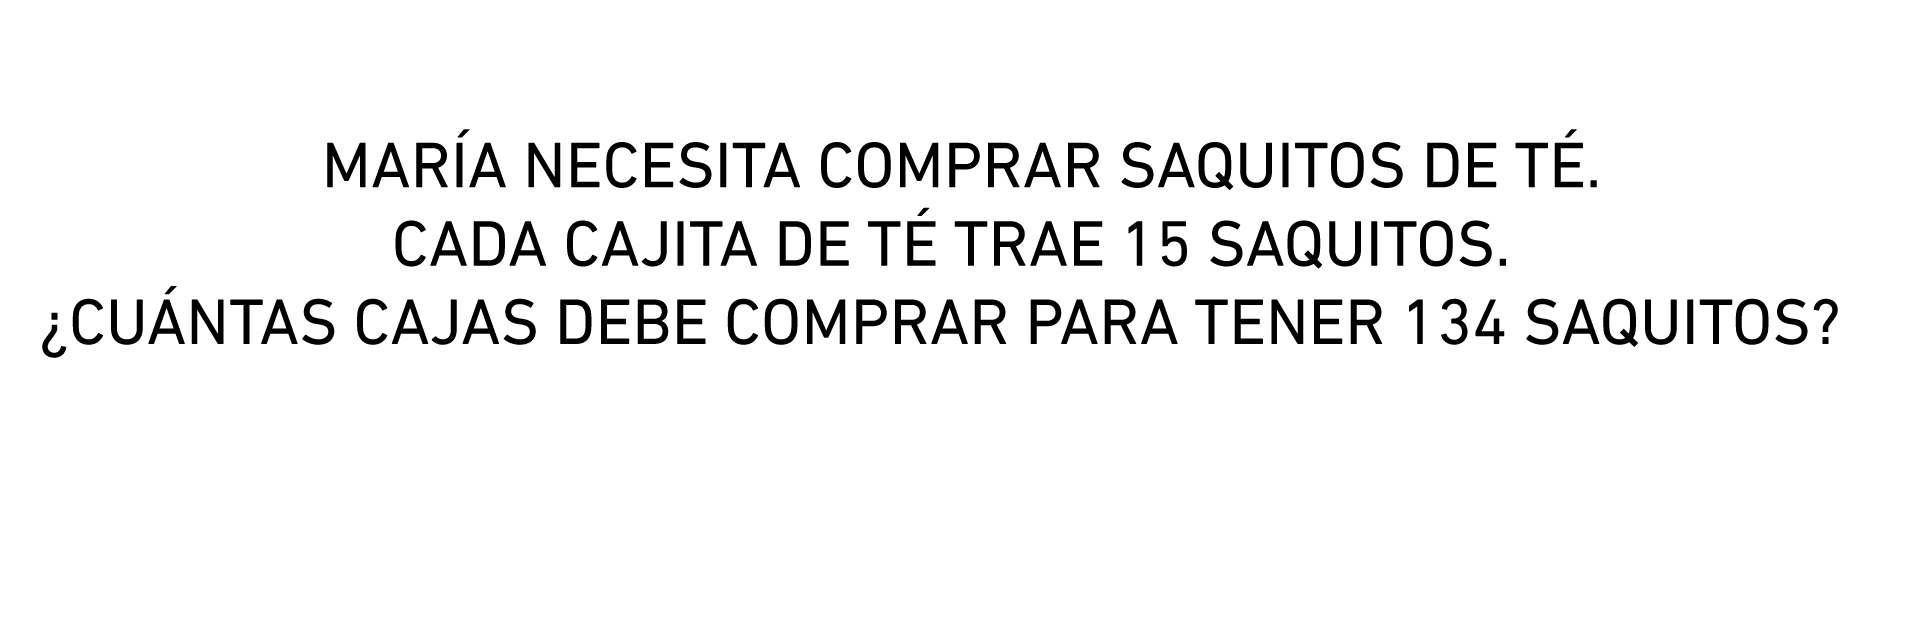 MARÍA NECESITA COMPRAR SAQUITOS DE TÉ.
CADA CAJITA DE TÉ TRAE 15 SAQUITOS.
¿CUÁNTAS CAJAS DEBE COMPRAR PARA TENER 134 SAQUITOS?